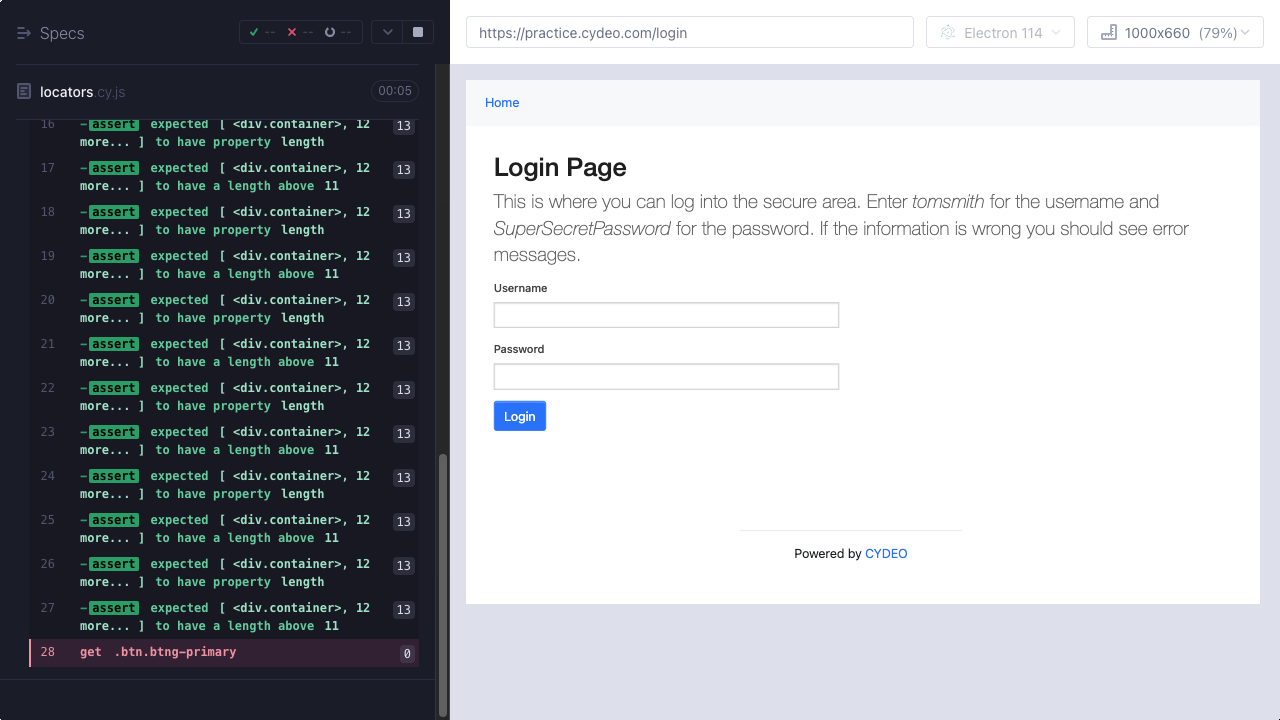 Specs
--
--
--
https://practice.cydeo.com/login
Electron 114
1000x660 (79%)
locators.cy.js
00:05
16 -assert expected [ <div.container>, 12 13
more... ] to have property length
17 -assert expected [ <div.container>, 12 13
more... ] to have a length above 11
18 -assert expected [ <div.container>, 12 13
more... ] to have property length
19 -assert expected [ <div.container>, 12 13
more... ] to have a length above 11
20 -assert expected [ <div.container>, 12 13
more... ] to have property length
21 -assert expected [ <div.container>, 12 13
more... ] to have a length above 11
22 -assert expected [ <div.container>, 12 13
more... ] to have property length
23 -assert expected [ <div.container>, 12 13
more... ] to have a length above 11
24 -assert expected [ <div.container>, 12 13
more... ] to have property length
25 -assert expected [ <div.container>, 12 13
more... ] to have a length above 11
26 -assert expected [ <div.container>, 12 13
more... ] to have property length
27 -assert expected [ <div.container>, 12 13
more... ] to have a length above 11
28 get .btn.btng-primary 0
Home
Login Page
This is where you can log into the secure area. Enter tomsmith for the username and
SuperSecretPassword for the password. If the information is wrong you should see error
messages.
Username
Password
Login
Powered by CYDEO